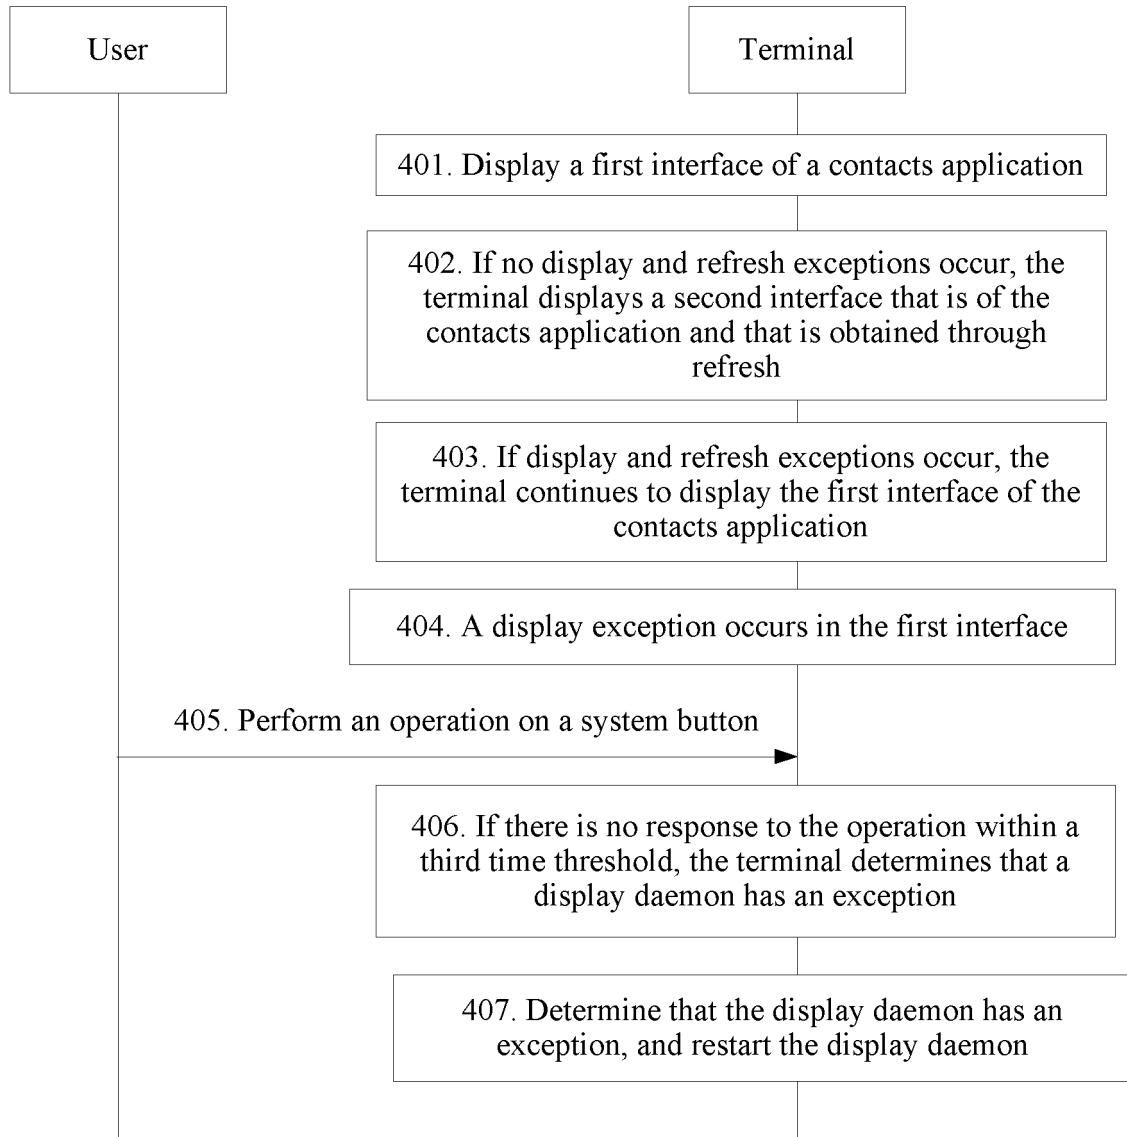 User
Terminal
401. Display a first interface of a contacts application
402. If no display and refresh exceptions occur, the
terminal displays a second interface that is of the
contacts application and that is obtained through
refresh
403. If display and refresh exceptions occur, the
terminal continues to display the first interface of the
contacts application
404. A display exception occurs in the first interface
405. Perform an operation on a system button
406. If there is no response to the operation within a
third time threshold, the terminal determines that a
display daemon has an exception
407. Determine that the display daemon has an
exception, and restart the display daemon